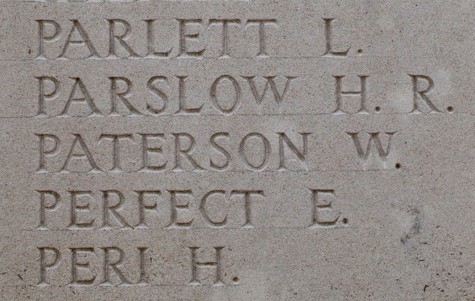 PARLETT L.
PARSLOW H. R.
PATERSON W.
PERFECT E.
PERI H.